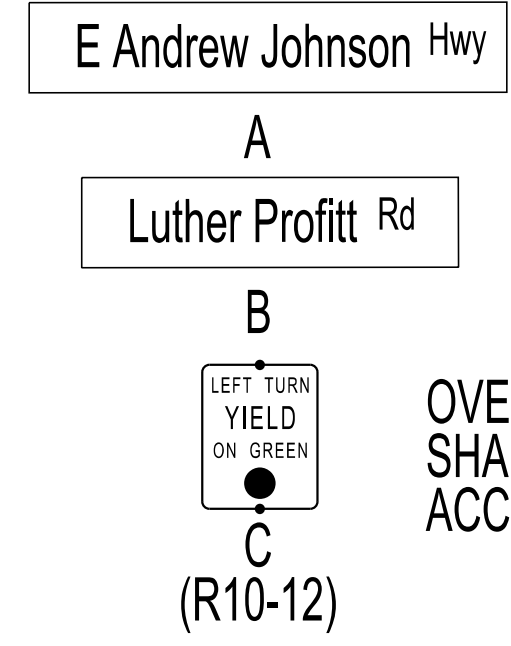 E Andrew Johnson Hwy
A
Luther Profitt Rd
B
LEFT TURN
YIELD
ON GREEN
C
(R10-12)
OVE
SHA
ACC